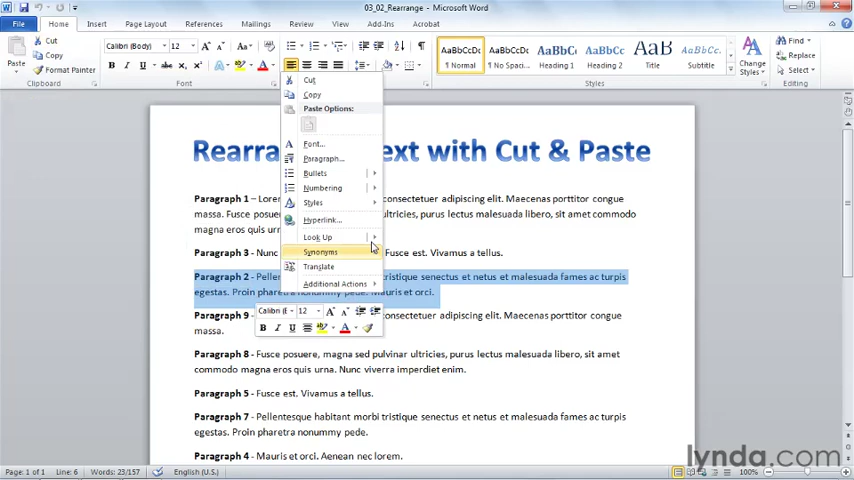 03_02_Rearrange - Microsoft Word
File Home Insert Page Layout References Mailings Review View Add-Ins Acrobat
Paste Cut Copy Format Painter
Calibri (Body) 12
AaBbCcDc AaBbCcDc AaBbC AaBbCc AaB AaBbCc.
¶ Normal ¶ No Spaci... Heading 1 Heading 2 Title Subtitle
Change Styles
Find Replace Select
Clipboard Font Styles Editing
Cut
Copy
Paste Options:
Font...
Paragraph...
Bullets
Numbering
Styles
Hyperlink...
Look Up
Synonyms
Translate
Additional Actions
Calibri (E 12
Rearr ext with Cut & Paste
Paragraph 1 – Lorem consectetuer adipiscing elit. Maecenas porttitor congue
massa. Fusce posuere, ultricies, purus lectus malesuada libero, sit amet
commodo magna eros quis urna.
Paragraph 3 - Nunc Fusce est. Vivamus a tellus.
Paragraph 2 - Pelle tristique senectus et netus et malesuada fames ac turpis
egestas. Proin pharetra nonummy pede. Mauris et orci.
Paragraph 9 - consectetuer adipiscing elit. Maecenas porttitor congue
massa.
Paragraph 8 - Fusce posuere, magna sed pulvinar ultricies, purus lectus malesuada libero, sit amet
commodo magna eros quis urna. Nunc viverra imperdiet enim.
Paragraph 5 - Fusce est. Vivamus a tellus.
Paragraph 7 - Pellentesque habitant morbi tristique senectus et netus et malesuada fames ac turpis
egestas. Proin pharetra nonummy pede.
Paragraph 4 - Mauris et orci. Aenean nec lorem.
Page: 1 of 1 Line: 6 Words: 23/157 English (U.S.) 100%
lynda.com